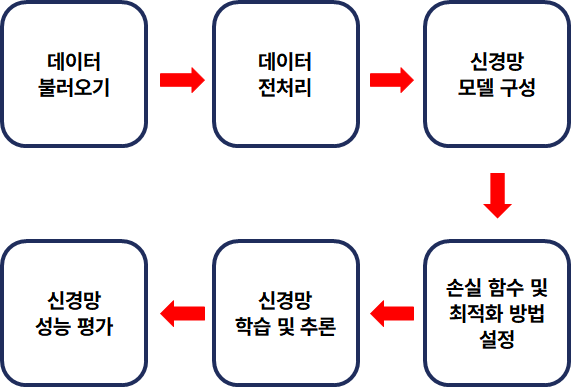 데이터
불러오기
데이터
전처리
신경망
모델 구성
손실 함수 및
최적화 방법
설정
신경망
학습 및 추론
신경망
성능 평가